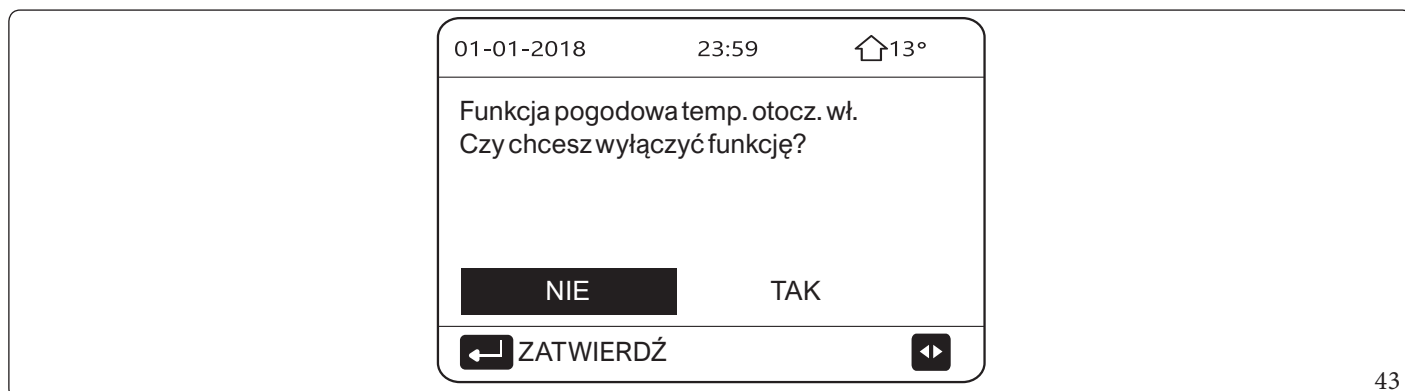 01-01-2018 23:59 13°
Funkcja pogodowa temp. otocz. wł.
Czy chcesz wyłączyć funkcję?
NIE TAK
ZATWIERDŹ
43